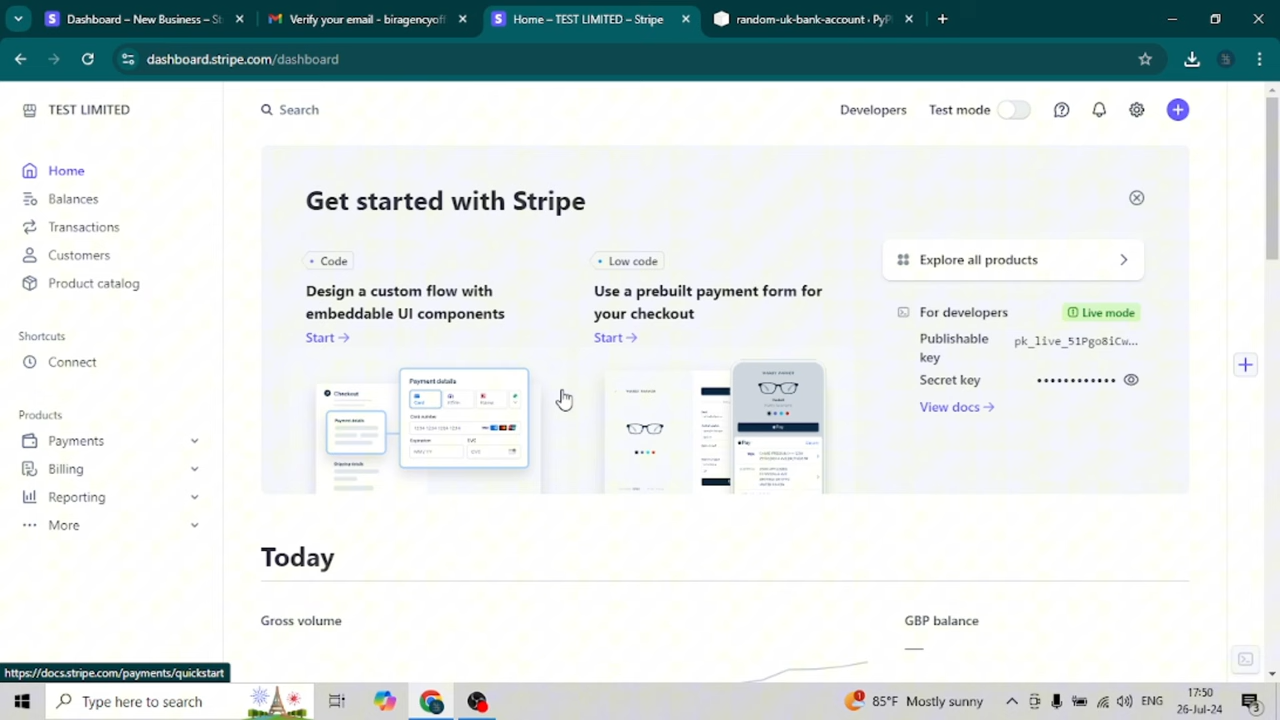 Dashboard – New Business – St
Verify your email - biragencyoff
Home – TEST LIMITED – Stripe
random-uk-bank-account · PyP
dashboard.stripe.com/dashboard
TEST LIMITED
Search
Developers
Test mode
Home
Balances
Transactions
Customers
Product catalog
Shortcuts
Connect
Products
Payments
Billing
Reporting
More
Get started with Stripe
Code
Design a custom flow with
embeddable UI components
Start →
Low code
Use a prebuilt payment form for
your checkout
Start →
Explore all products
For developers
Live mode
Publishable
key
pk_live_51Pgo8iCw...
Secret key
View docs →
Checkout
Payment details
Card number
Today
Gross volume
GBP balance
https://docs.stripe.com/payments/quickstart
Type here to search
85°F Mostly sunny
ENG
17:50
26-Jul-24